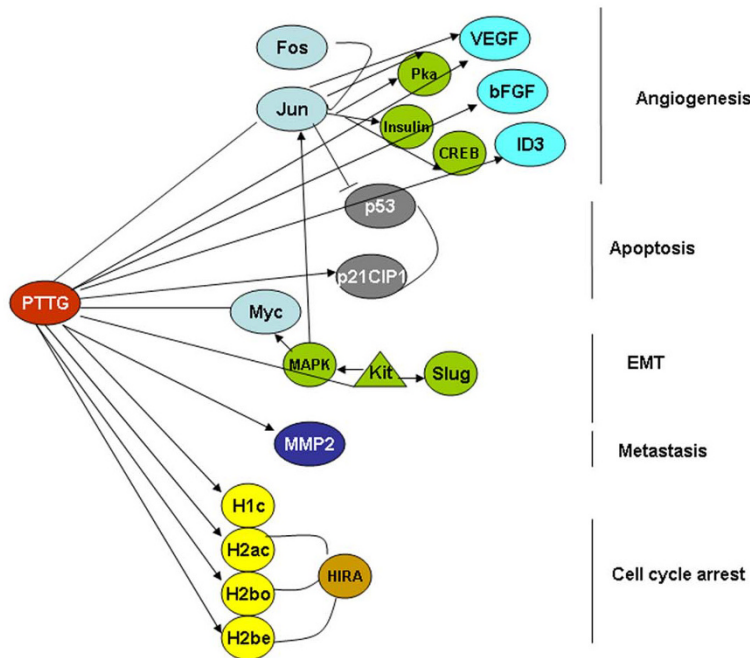 Fos
VEGF
Pka
bFGF
Angiogenesis
Jun
Insulin
CREB
ID3
p53
Apoptosis
p21CIP1
PTTG
Myc
MAPK
Kit
Slug
EMT
MMP2
Metastasis
H1c
H2ac
HIRA
Cell cycle arrest
H2bo
H2be